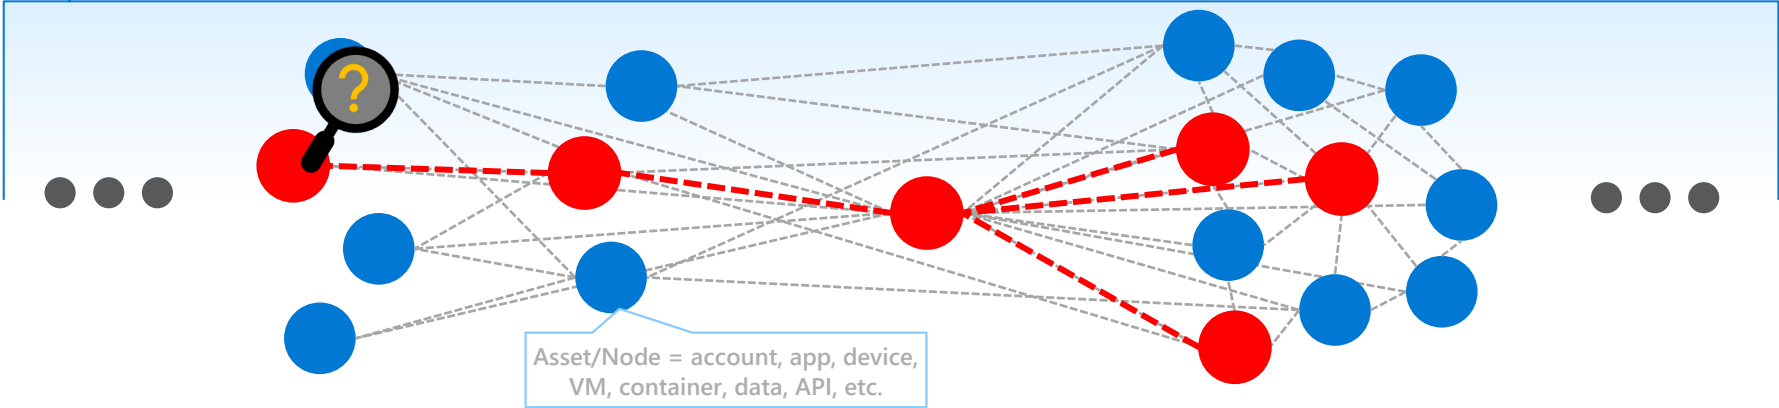 ?
Asset/Node = account, app, device,
VM, container, data, API, etc.